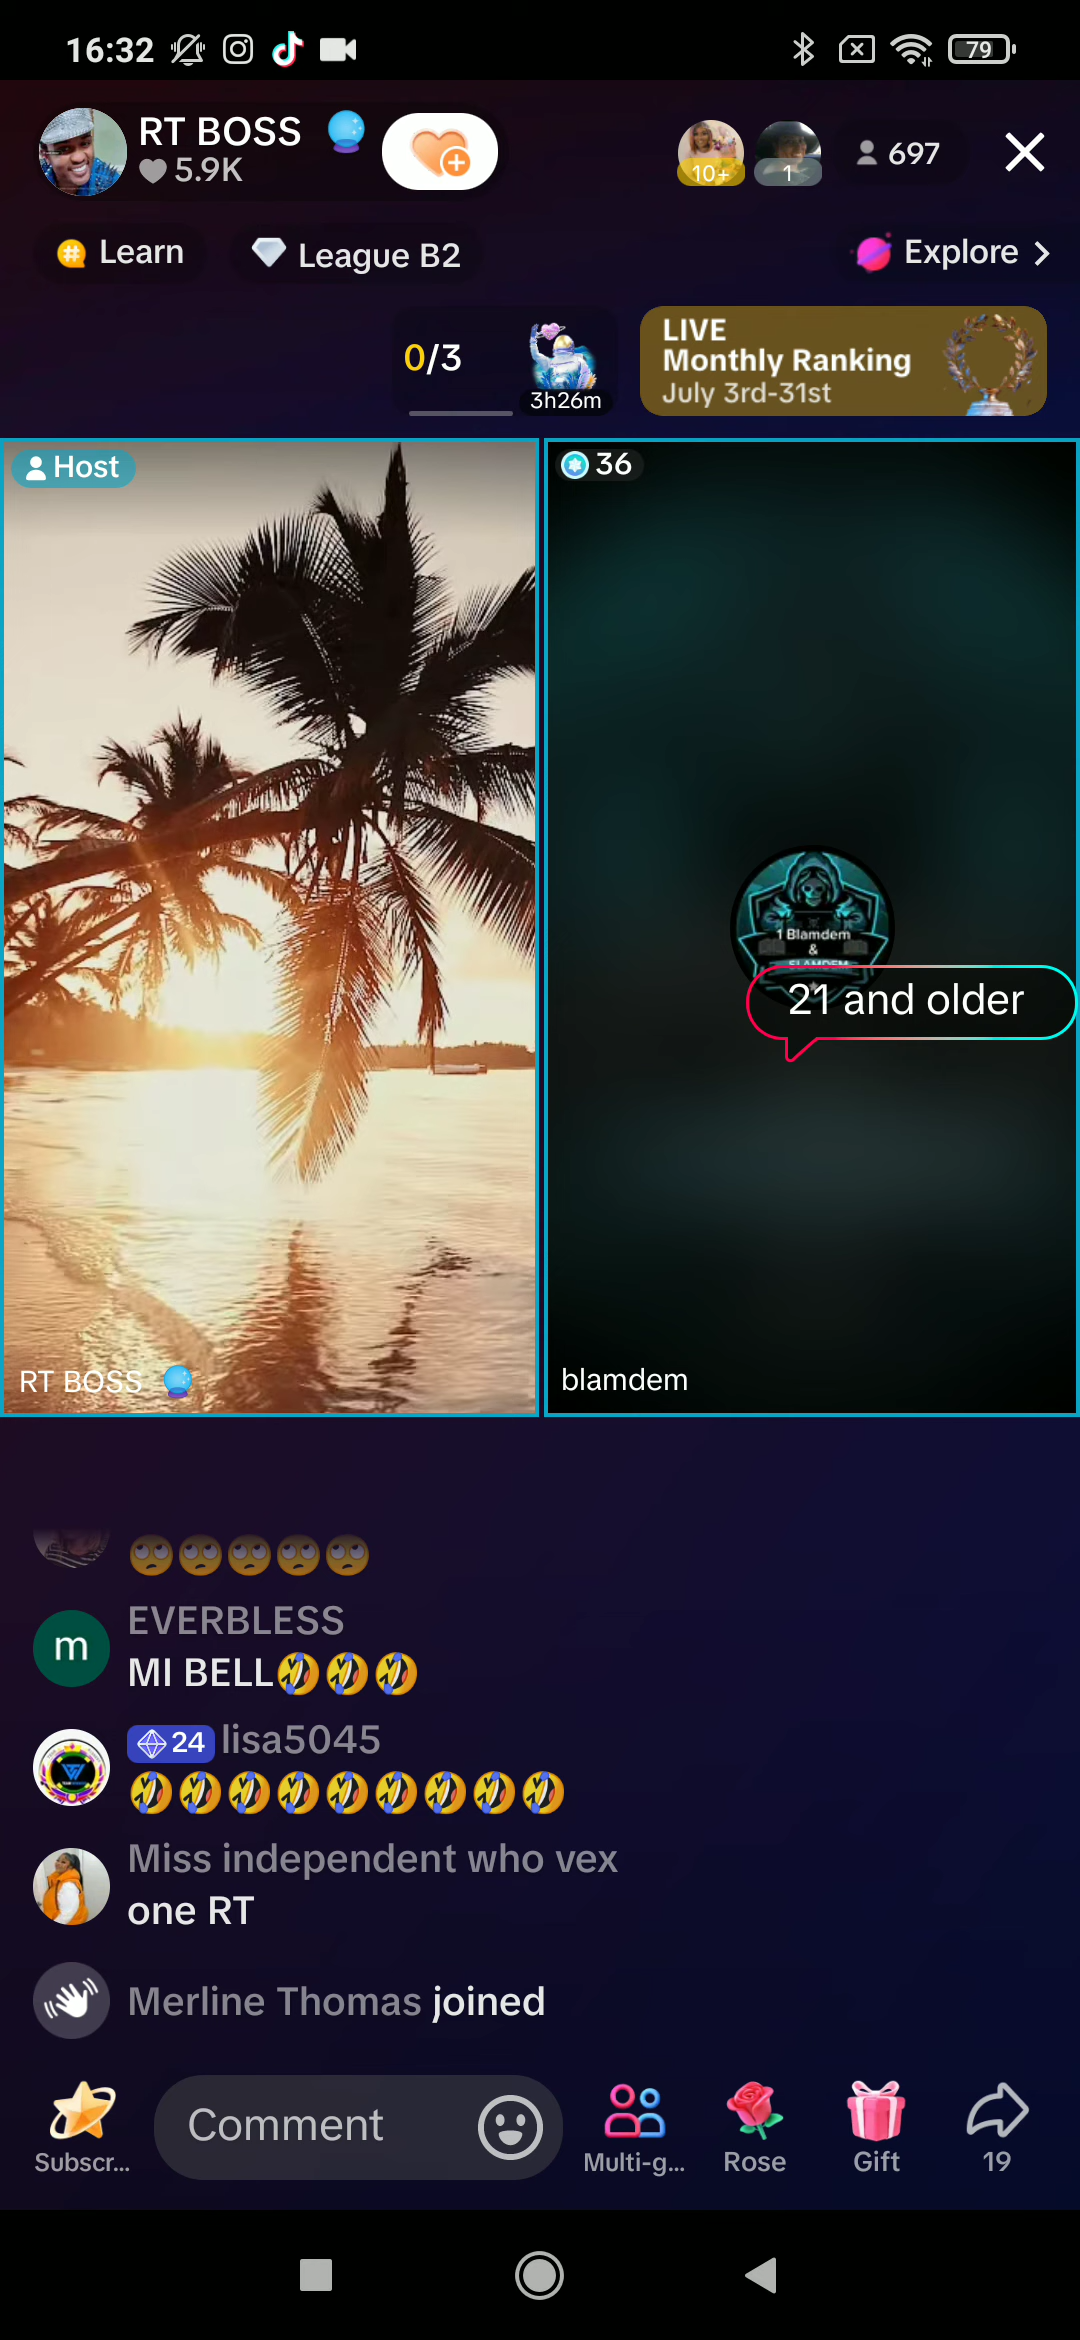 16:32
79
RT BOSS
5.9K
10+
1
697
Learn
League B2
Explore
0/3
3h26m
LIVE
Monthly Ranking
July 3rd-31st
Host
36
1 Blamdem
&
SLAMDEM
21 and older
RT BOSS
blamdem
EVERBLESS
m
MI BELL
24 lisa5045
Miss independent who vex
one RT
Merline Thomas joined
Comment
Subscr...
Multi-g...
Rose
Gift
19